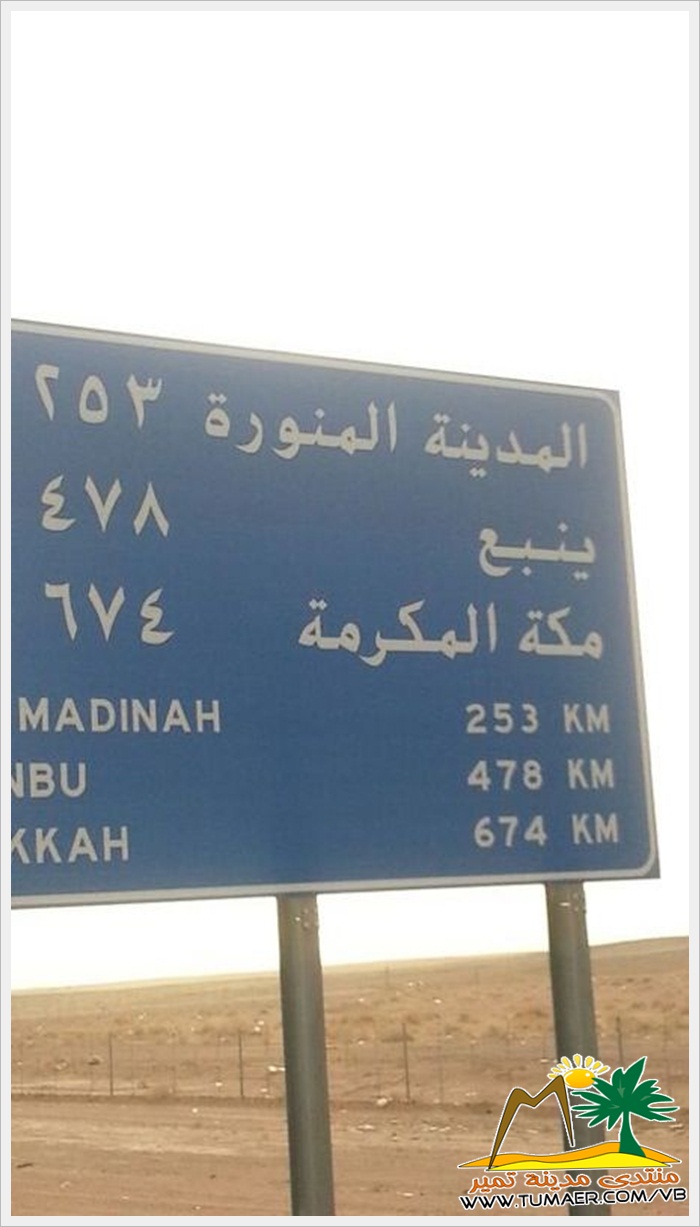 المدينة المنورة ٢٥٣
ينبع ٤٧٨
مكة المكرمة ٦٧٤
MADINAH 253 KM
NBU 478 KM
KKAH 674 KM
منتدى مدينه تمير
WWW.TUMAER.COM/VB